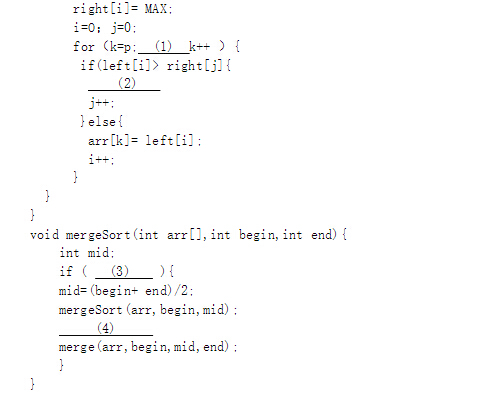 right[i]= MAX;
i=0; j=0;
for (k=p; (1) k++ ) {
if(left[i]> right[j]{
(2)
j++;
}else{
arr[k]= left[i];
i++;
}
}
}
void mergeSort(int arr[],int begin,int end){
int mid;
if ( (3) ){
mid=(begin+ end)/2;
mergeSort(arr,begin,mid);
(4)
merge(arr,begin,mid,end);
}
}